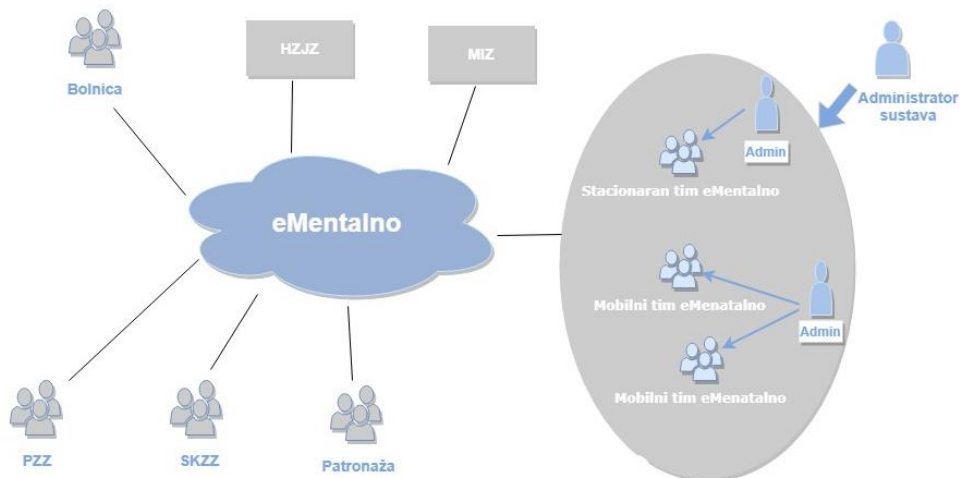 Bolnica
HZJZ
MIZ
Administrator
sustava
Admin
Stacionaran tim eMentalno
eMentalno
Mobilni tim eMenatalno
Admin
Mobilni tim eMenatalno
PZZ
SKZZ
Patronaža